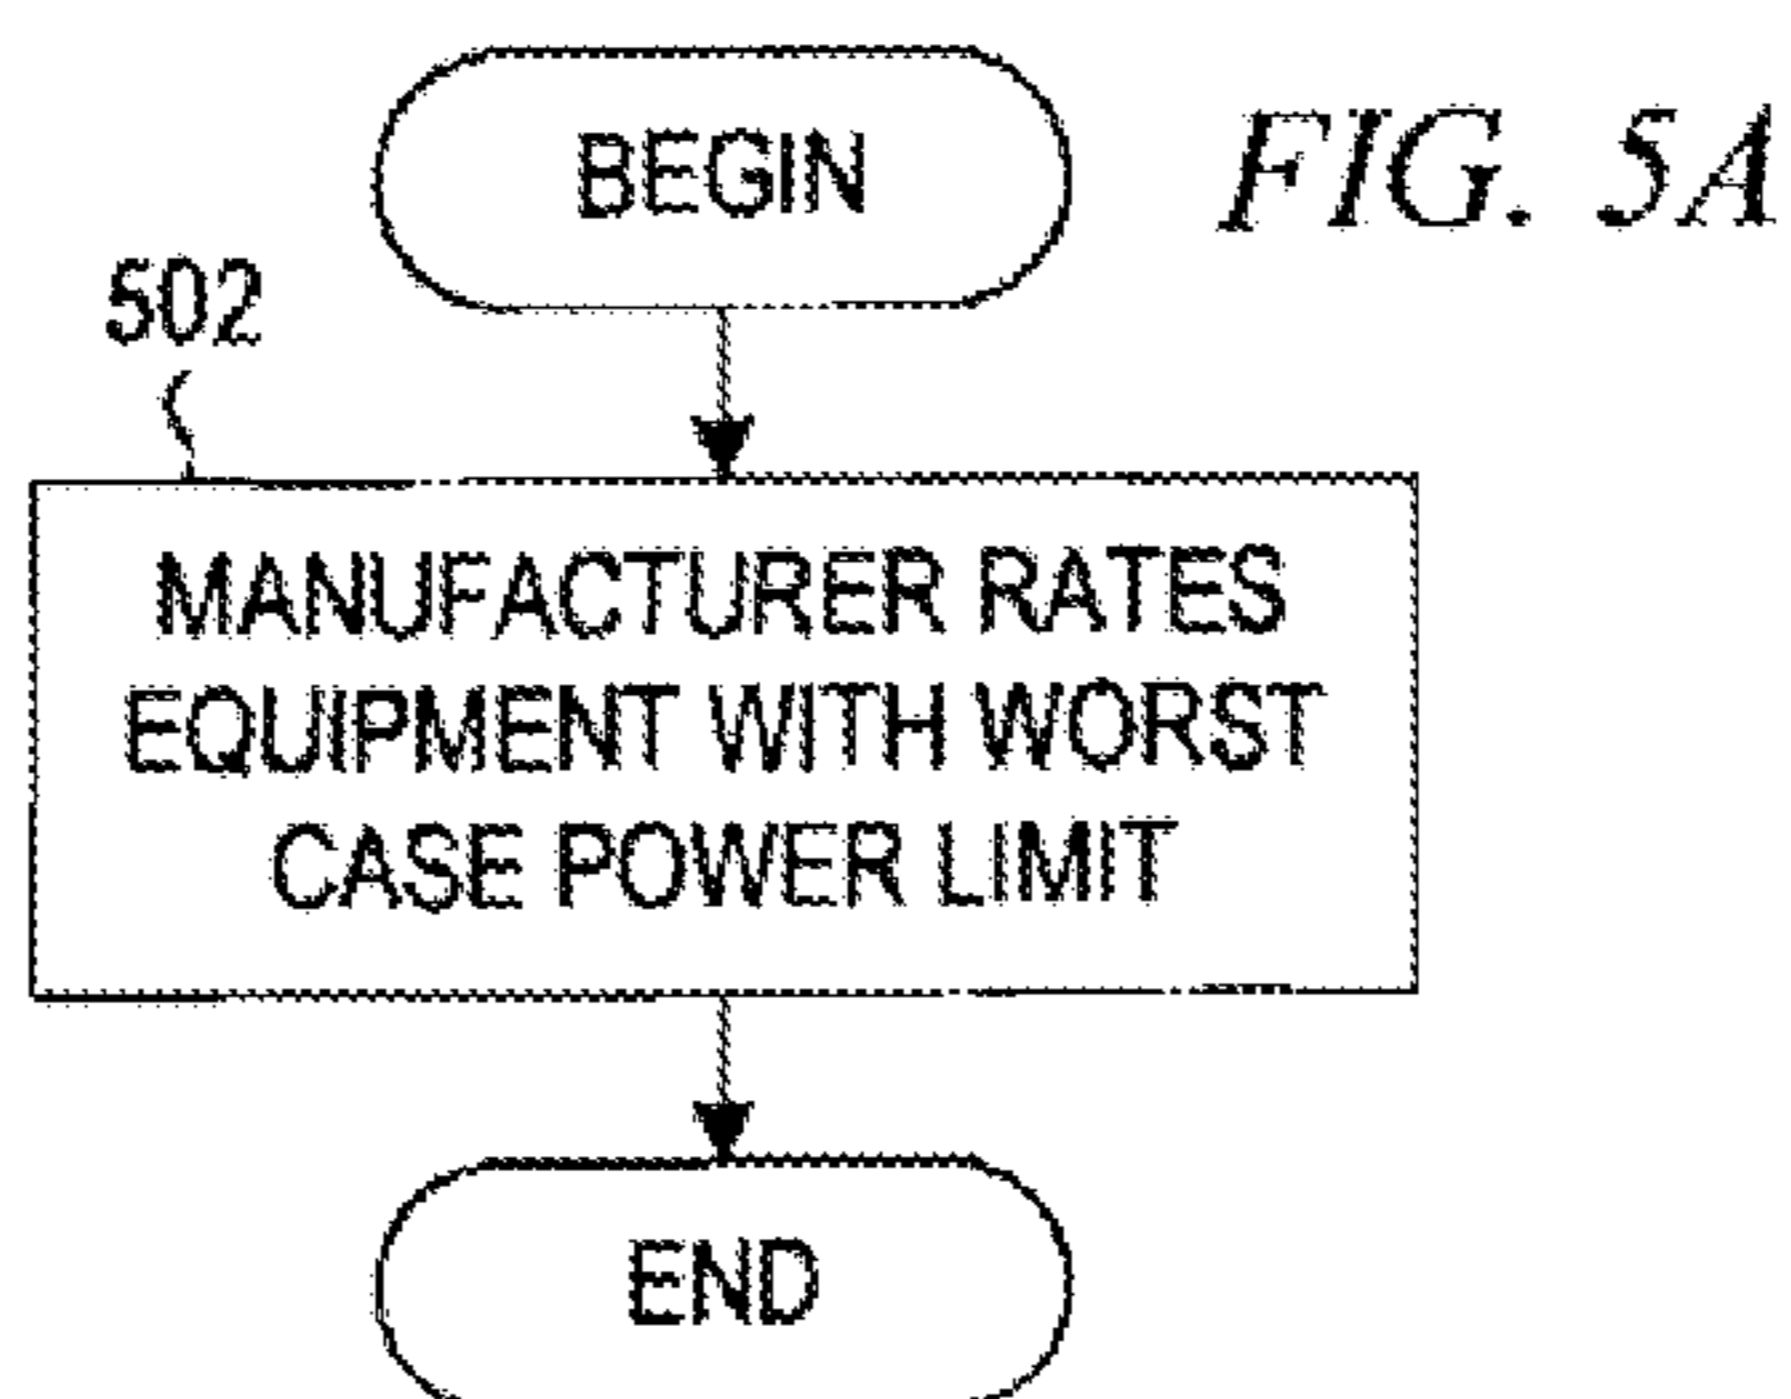 BEGIN
FIG. 5A
502
MANUFACTURER RATES
EQUIPMENT WITH WORST
CASE POWER LIMIT
END